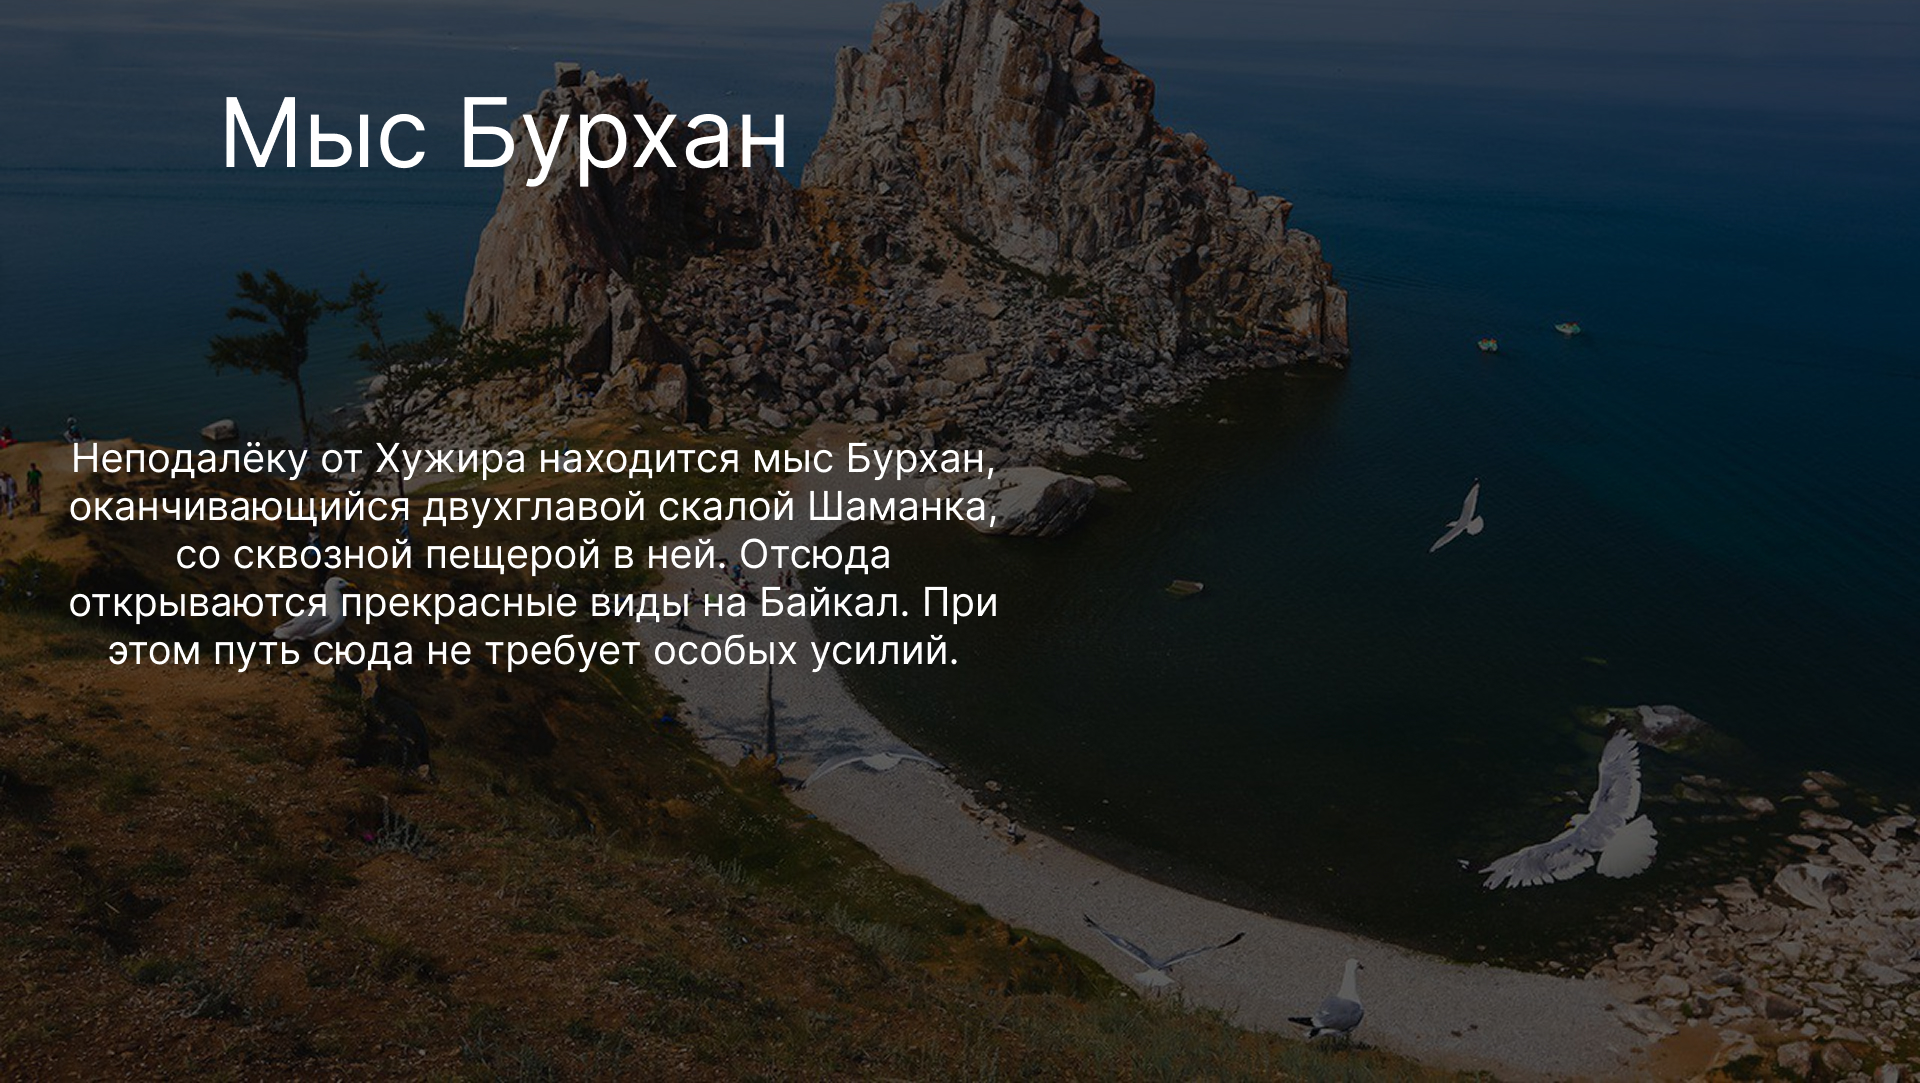 Мыс Бурхан
Неподалёку от Хужира находится мыс Бурхан,
оканчивающийся двухглавой скалой Шаманка,
со сквозной пещерой в ней. Отсюда
открываются прекрасные виды на Байкал. При
этом путь сюда не требует особых усилий.